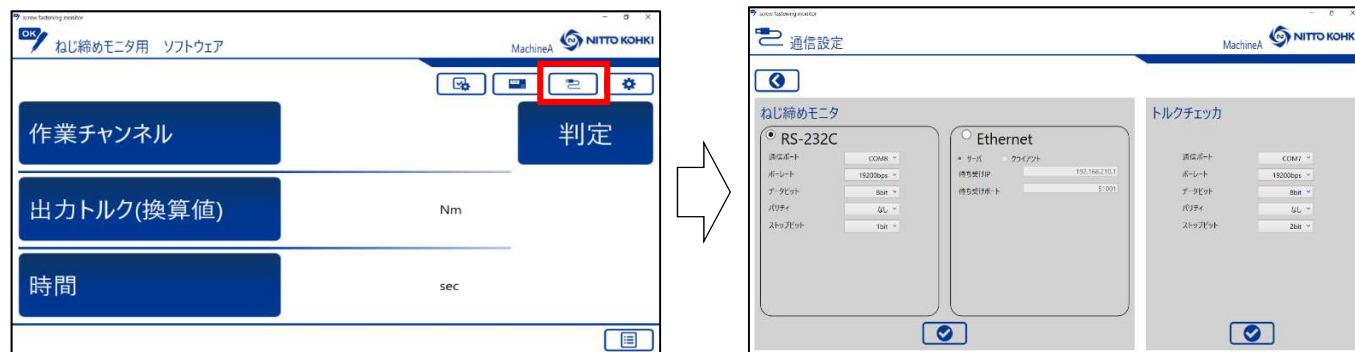 screw fastening monitor
OK
ねじ締めモニタ用 ソフトウェア
MachineA
NITTO KOHKI
作業チャンネル
判定
出力トルク(換算値)
Nm
時間
sec
screw fastening monitor
通信設定
MachineA
NITTO KOHKI
ねじ締めモニタ
RS-232C
通信ポート COM8
ボーレート 19200bps
データビット 8bit
パリティ なし
ストップビット 1bit
Ethernet
サーバ クライアント
待ち受けIP 192.168.210.1
待ち受けポート 51001
トルクチェッカ
通信ポート COM7
ボーレート 19200bps
データビット 8bit
パリティ なし
ストップビット 2bit